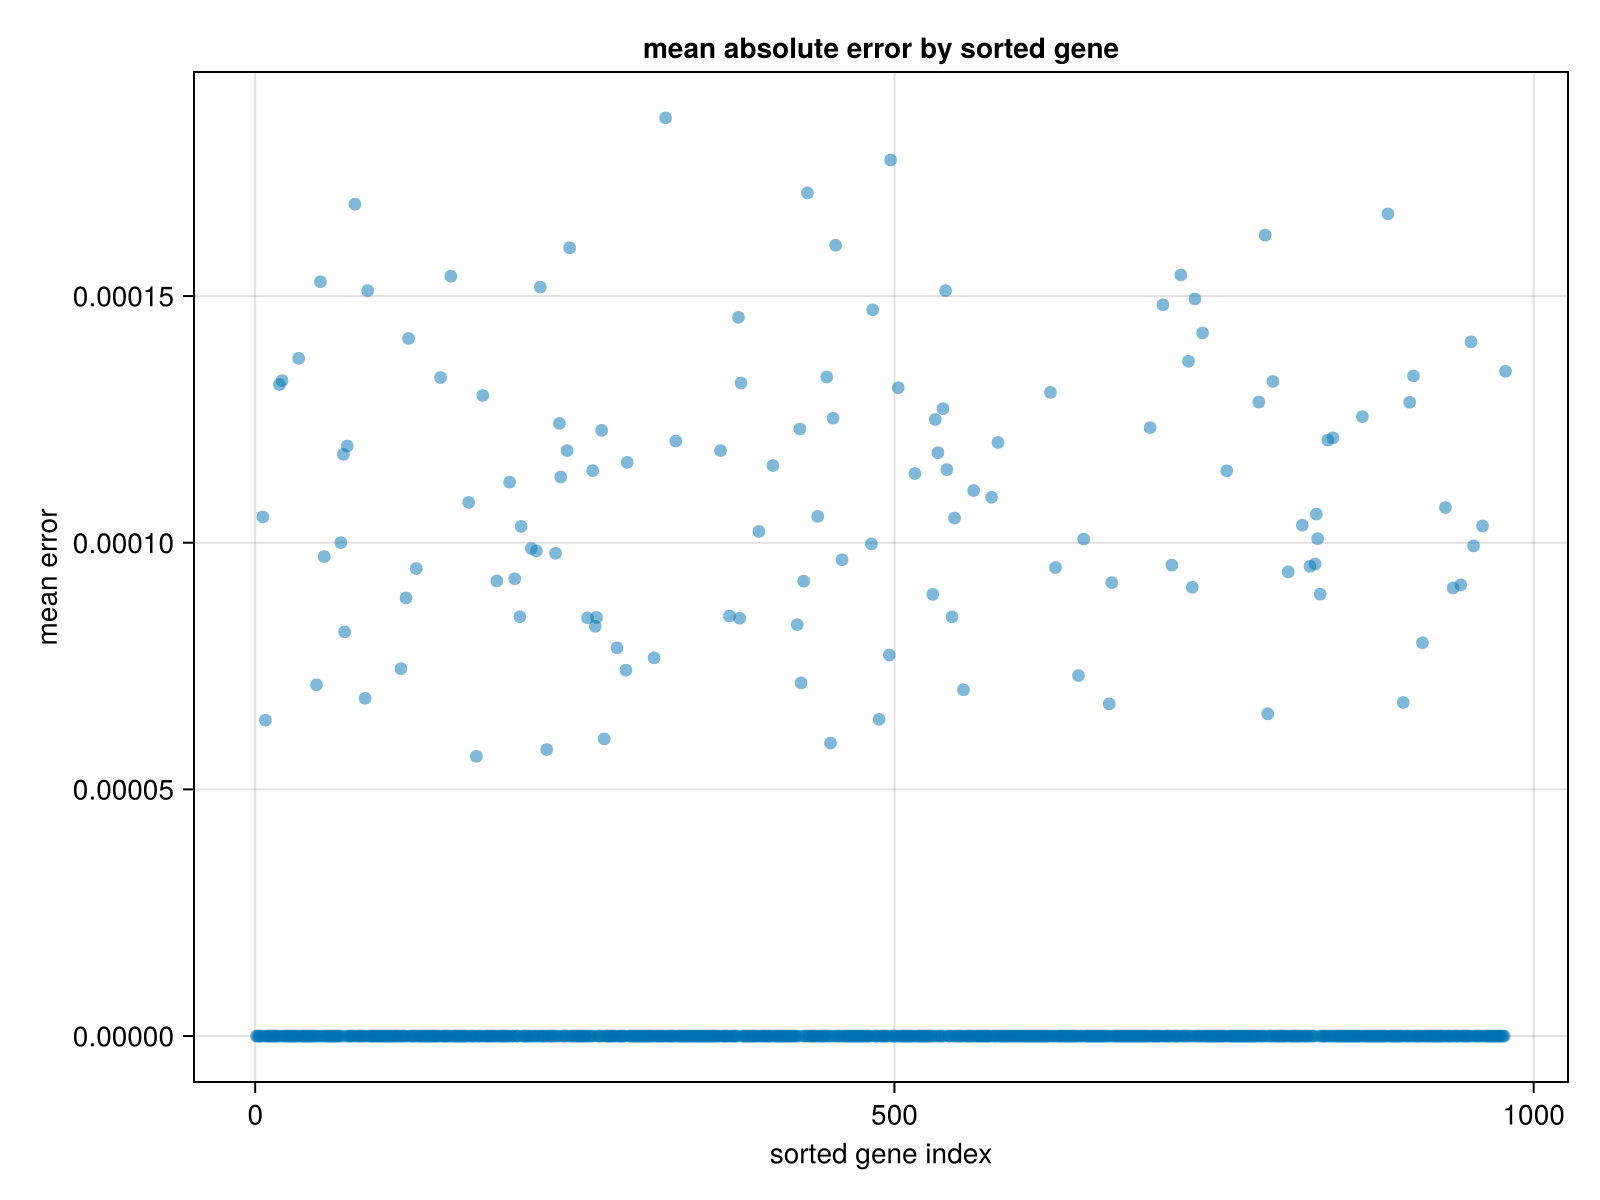 mean absolute error by sorted gene
mean error
0.00015
0.00010
0.00005
0.00000
0
500
1000
sorted gene index